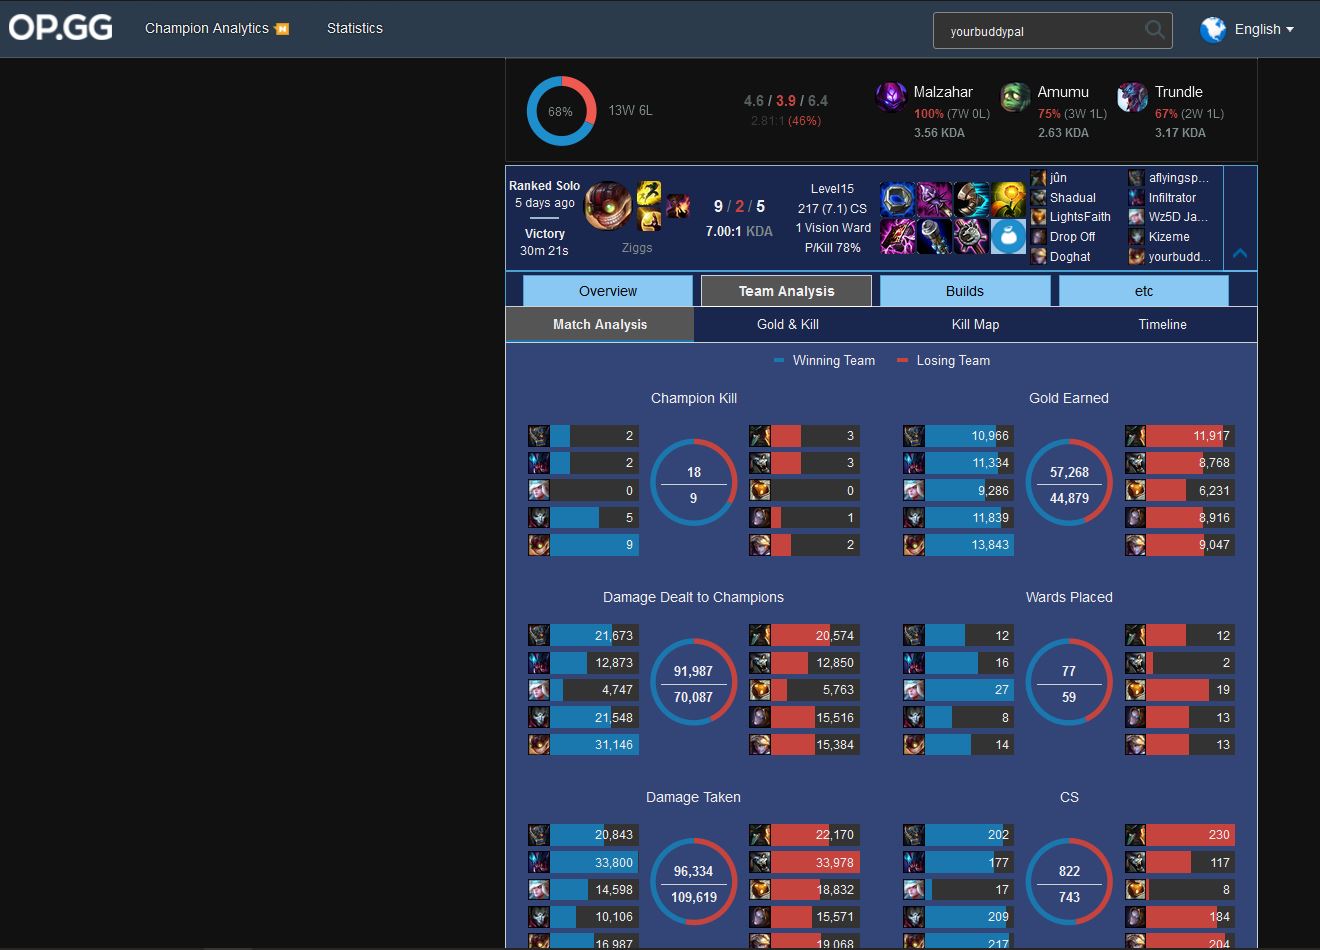 OP.GG Champion Analytics Statistics yourbuddypal English
68% 13W 6L
4.6 / 3.9 / 6.4
2.81:1 (46%)
Malzahar
100% (7W 0L)
3.56 KDA
Amumu
75% (3W 1L)
2.63 KDA
Trundle
67% (2W 1L)
3.17 KDA
Ranked Solo
5 days ago
Victory
30m 21s
Ziggs
9 / 2 / 5
7.00:1 KDA
Level15
217 (7.1) CS
1 Vision Ward
P/Kill 78%
jûn
Shadual
LightsFaith
Drop Off
Doghat
aflyingsp...
Infiltrator
Wz5D Ja...
Kizeme
yourbudd...
Overview Team Analysis Builds etc
Match Analysis Gold & Kill Kill Map Timeline
Winning Team Losing Team
Champion Kill
2
2
0
5
9
18
9
3
3
0
1
2
Gold Earned
10,966
11,334
9,286
11,839
13,843
57,268
44,879
11,917
8,768
6,231
8,916
9,047
Damage Dealt to Champions
21,673
12,873
4,747
21,548
31,146
91,987
70,087
20,574
12,850
5,763
15,516
15,384
Wards Placed
12
16
27
8
14
77
59
12
2
19
13
13
Damage Taken
20,843
33,800
14,598
10,106
16,987
96,334
109,619
22,170
33,978
18,832
15,571
19,068
CS
202
177
17
209
217
822
743
230
117
8
184
204